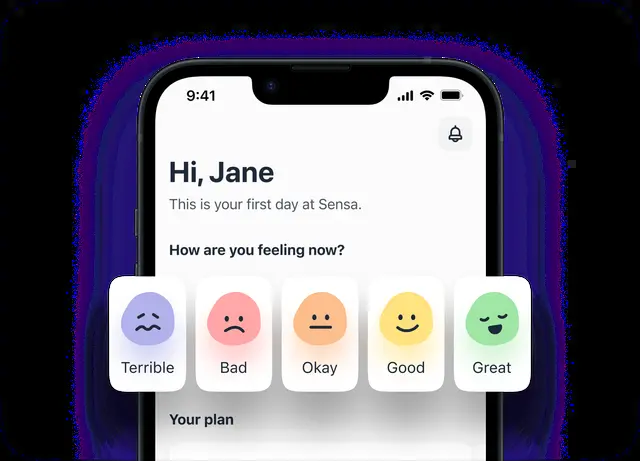 9:41
Hi, Jane
This is your first day at Sensa.
How are you feeling now?
Terrible Bad Okay Good Great
Your plan